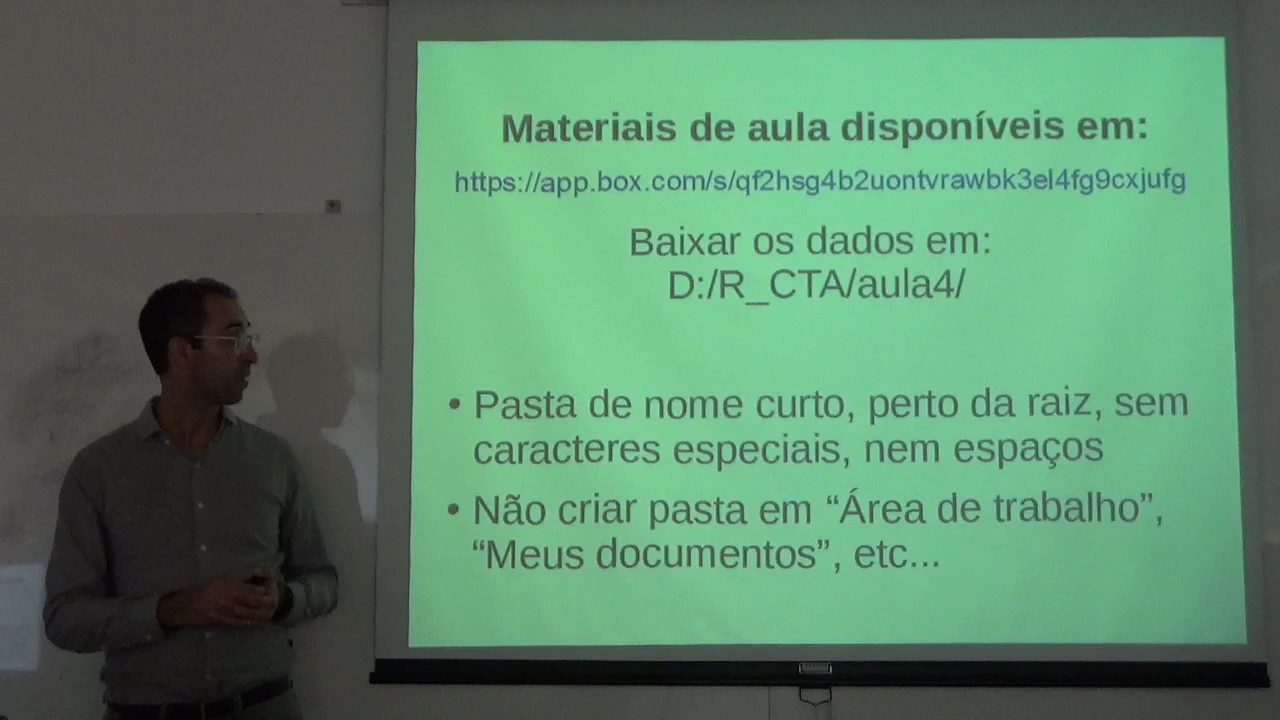 Materiais de aula disponíveis em:
https://app.box.com/s/qf2hsg4b2uontvrawbk3el4fg9cxjufg
Baixar os dados em:
D:/R_CTA/aula4/
• Pasta de nome curto, perto da raiz, sem
caracteres especiais, nem espaços
• Não criar pasta em “Área de trabalho”,
“Meus documentos”, etc...